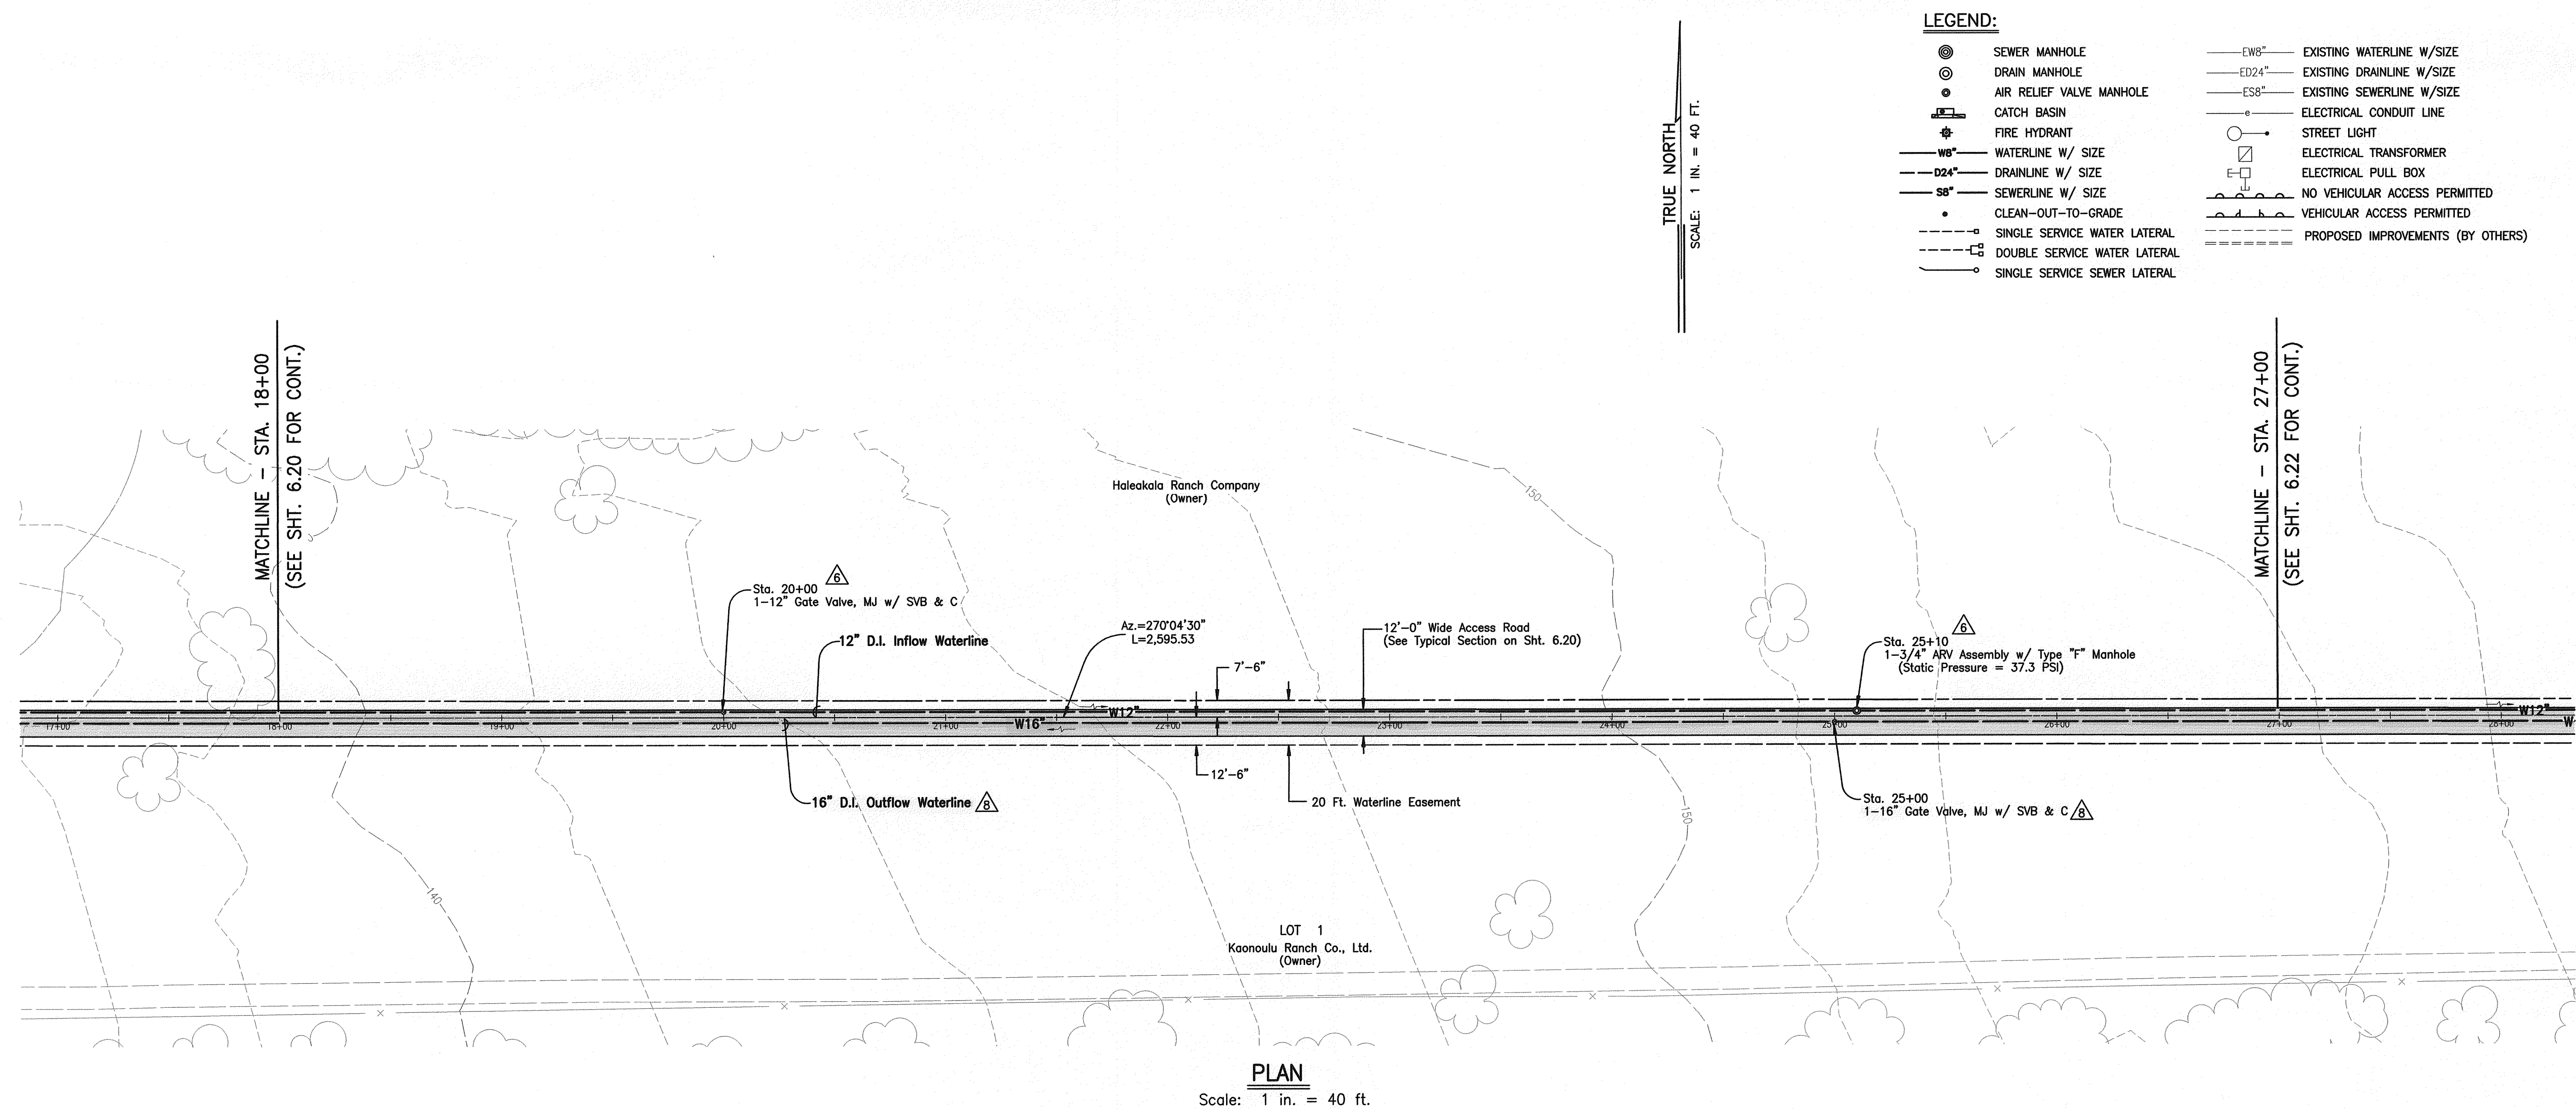 LEGEND:
SEWER MANHOLE
DRAIN MANHOLE
AIR RELIEF VALVE MANHOLE
CATCH BASIN
FIRE HYDRANT
W8" WATERLINE W/ SIZE
D24" DRAINLINE W/ SIZE
S8" SEWERLINE W/ SIZE
CLEAN-OUT-TO-GRADE
SINGLE SERVICE WATER LATERAL
DOUBLE SERVICE WATER LATERAL
SINGLE SERVICE SEWER LATERAL
EW8" EXISTING WATERLINE W/SIZE
ED24" EXISTING DRAINLINE W/SIZE
ES8" EXISTING SEWERLINE W/SIZE
e ELECTRICAL CONDUIT LINE
STREET LIGHT
ELECTRICAL TRANSFORMER
ELECTRICAL PULL BOX
NO VEHICULAR ACCESS PERMITTED
VEHICULAR ACCESS PERMITTED
PROPOSED IMPROVEMENTS (BY OTHERS)
TRUE NORTH
SCALE: 1 IN. = 40 FT.
MATCHLINE - STA. 18+00
(SEE SHT. 6.20 FOR CONT.)
MATCHLINE - STA. 27+00
(SEE SHT. 6.22 FOR CONT.)
Haleakala Ranch Company
(Owner)
150
6
Sta. 20+00
1-12" Gate Valve, MJ w/ SVB & C
12" D.I. Inflow Waterline
Az.=270°04'30"
L=2,595.53
12'-0" Wide Access Road
(See Typical Section on Sht. 6.20)
7'-6"
6
Sta. 25+10
1-3/4" ARV Assembly w/ Type "F" Manhole
(Static Pressure = 37.3 PSI)
W12"
W12"
W16"
W
17+00
18+00
19+00
20+00
21+00
22+00
23+00
24+00
25+00
26+00
27+00
28+00
12'-6"
16" D.I. Outflow Waterline
8
20 Ft. Waterline Easement
Sta. 25+00
1-16" Gate Valve, MJ w/ SVB & C
8
150
140
LOT 1
Kaonoulu Ranch Co., Ltd.
(Owner)
PLAN
Scale: 1 in. = 40 ft.